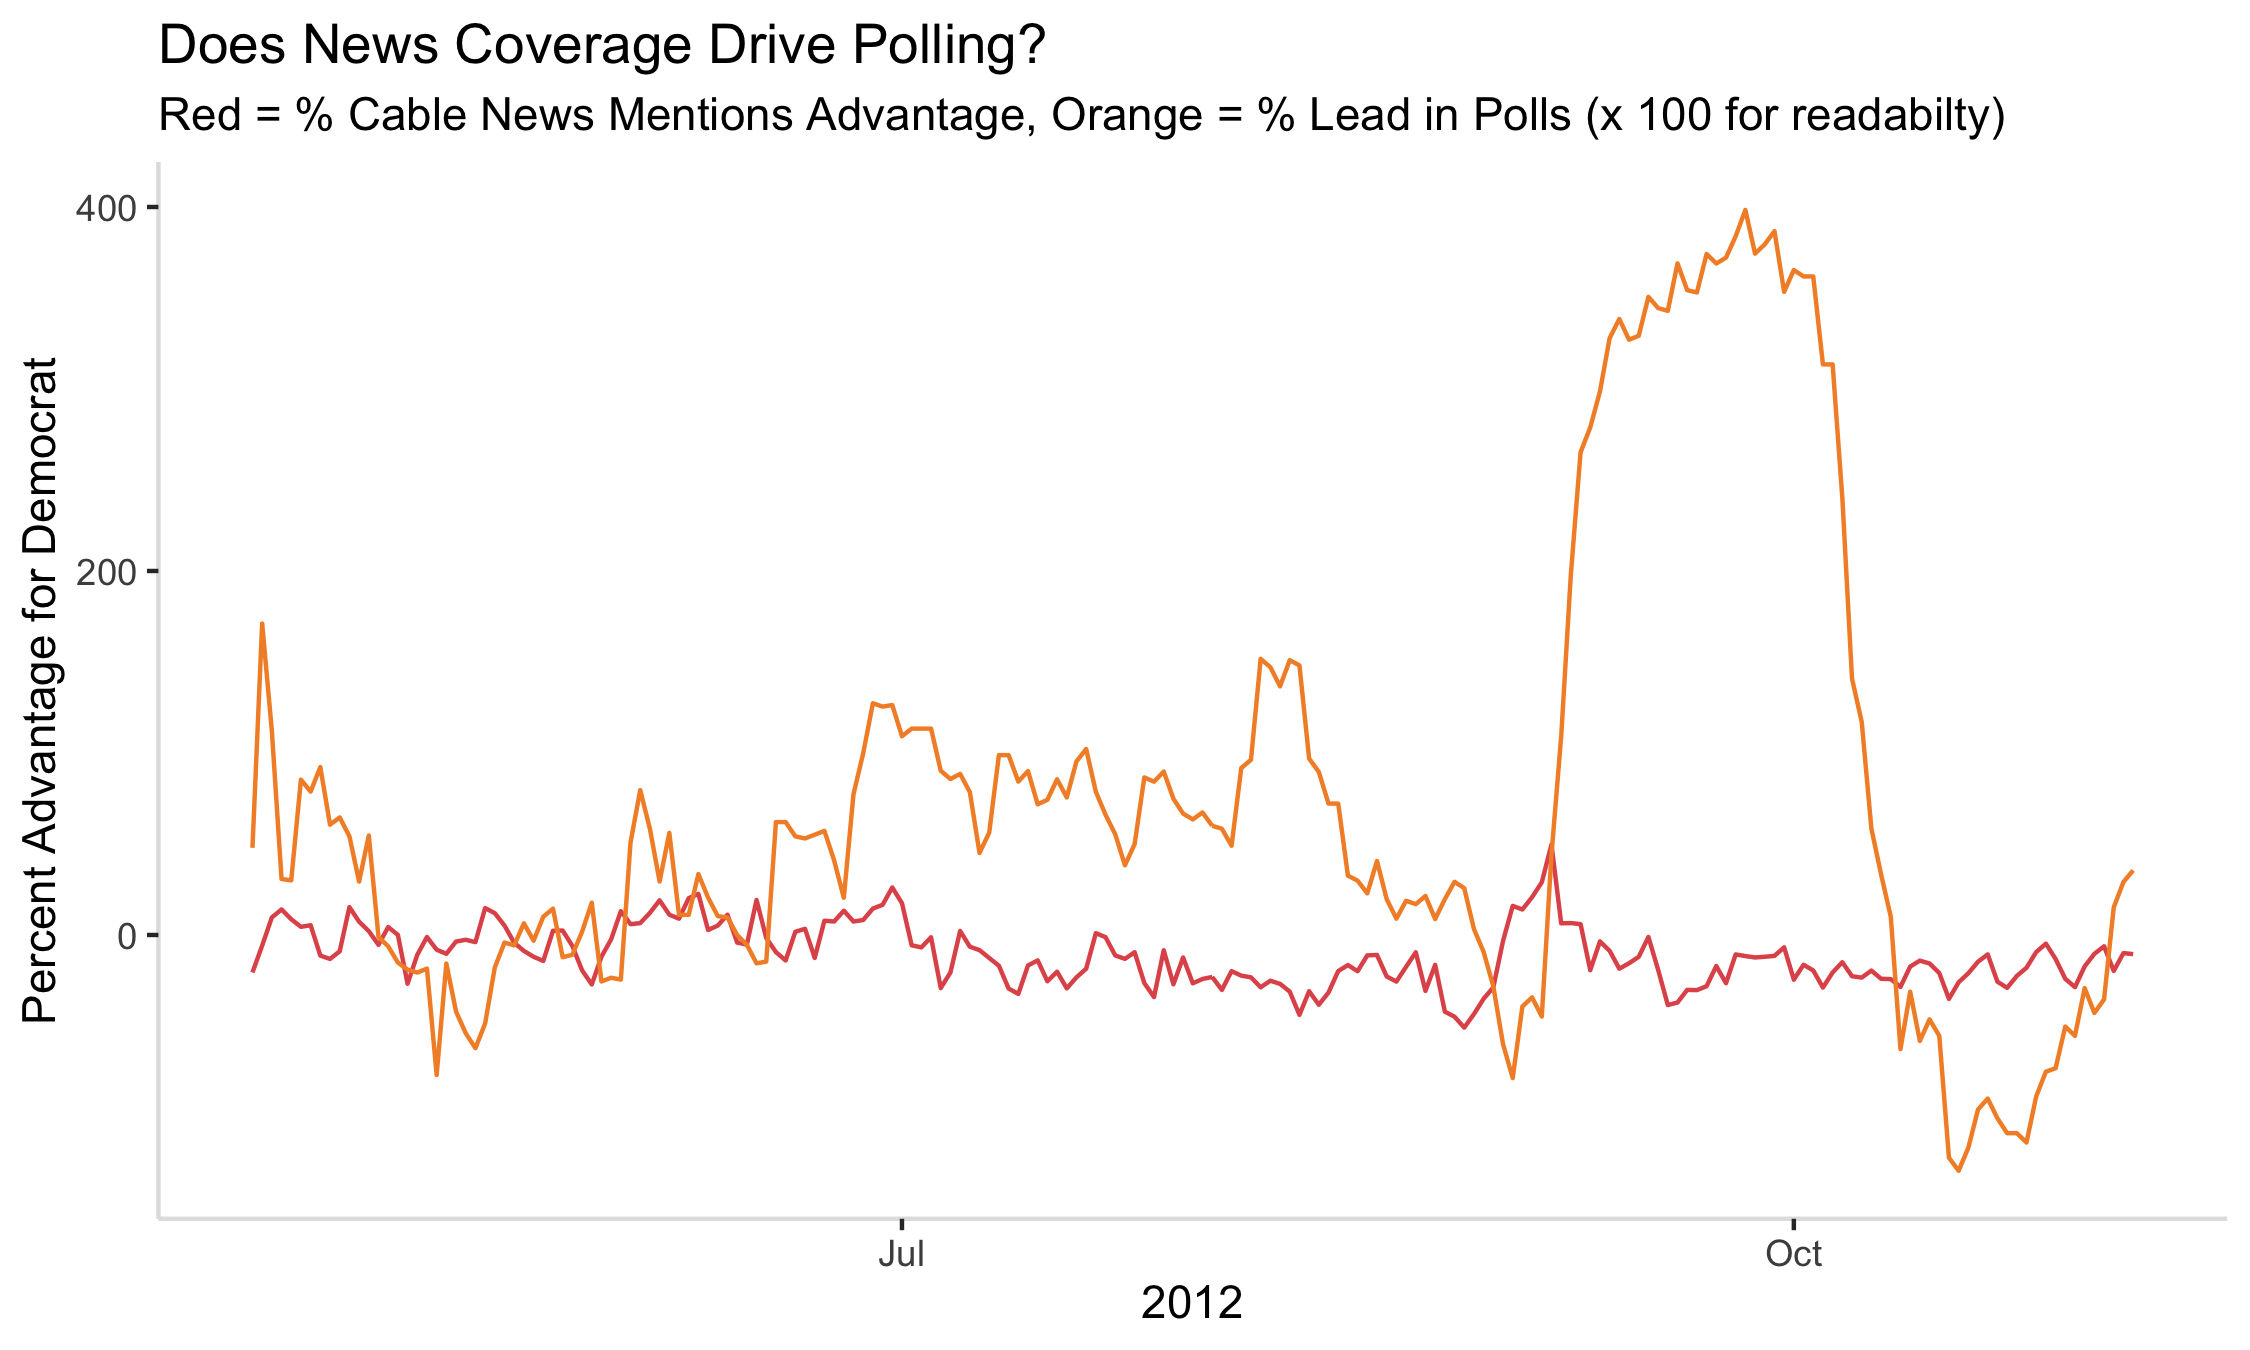 Does News Coverage Drive Polling?
Red = % Cable News Mentions Advantage, Orange = % Lead in Polls (x 100 for readabilty)
Percent Advantage for Democrat
400
200
0
Jul
Oct
2012